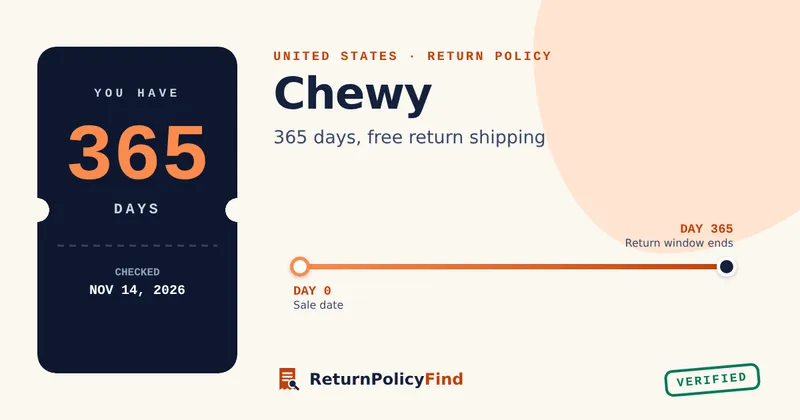 YOU HAVE
365
DAYS
CHECKED
NOV 14, 2026
UNITED STATES · RETURN POLICY
Chewy
365 days, free return shipping
DAY 365
Return window ends
DAY 0
Sale date
ReturnPolicyFind
VERIFIED